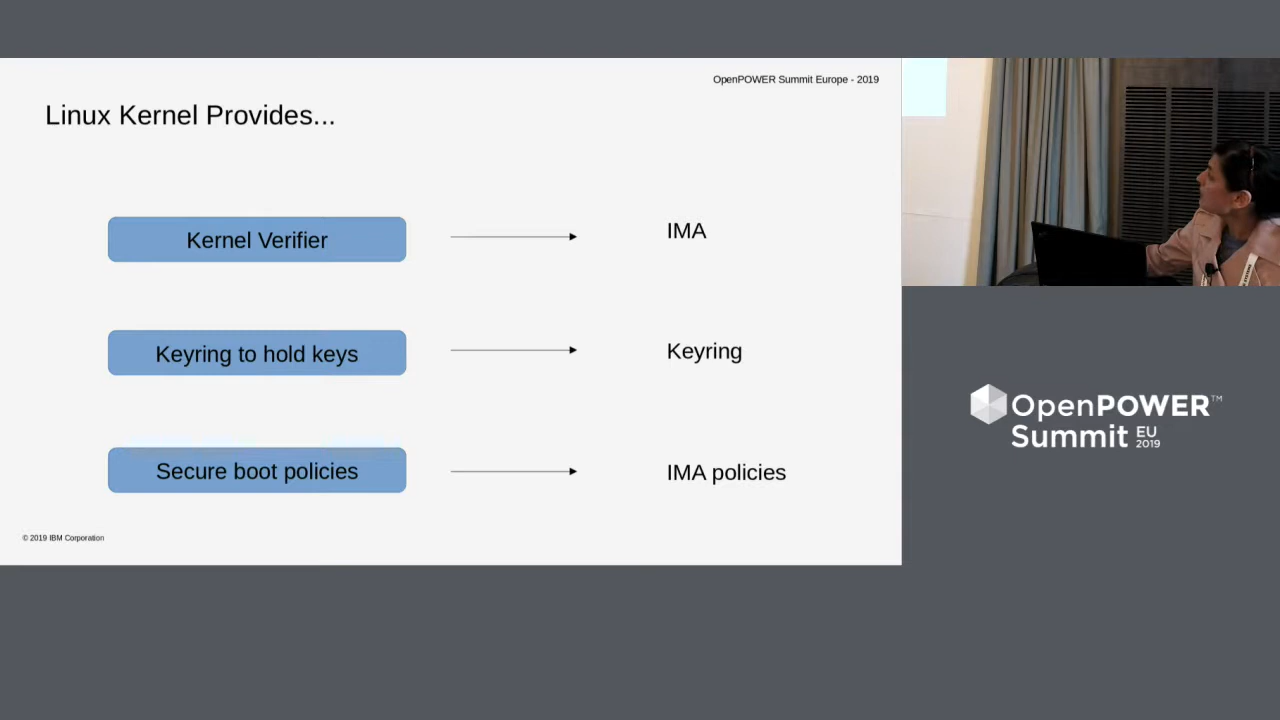 OpenPOWER Summit Europe - 2019
Linux Kernel Provides...
Kernel Verifier
IMA
Keyring to hold keys
Keyring
Secure boot policies
IMA policies
© 2019 IBM Corporation
OpenPOWER™
Summit EU 2019